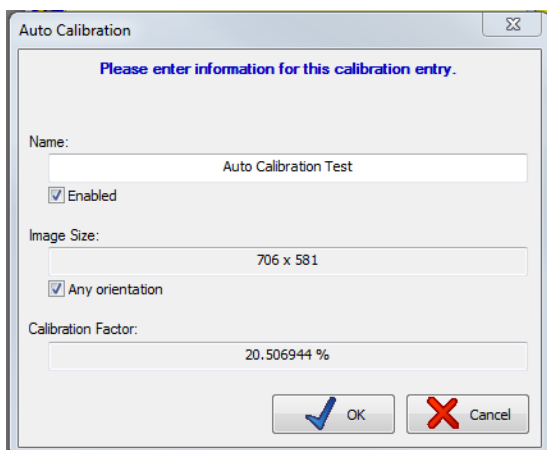 Auto Calibration
Please enter information for this calibration entry.
Name:
Auto Calibration Test
Enabled
Image Size:
706 x 581
Any orientation
Calibration Factor:
20.506944 %
OK
Cancel